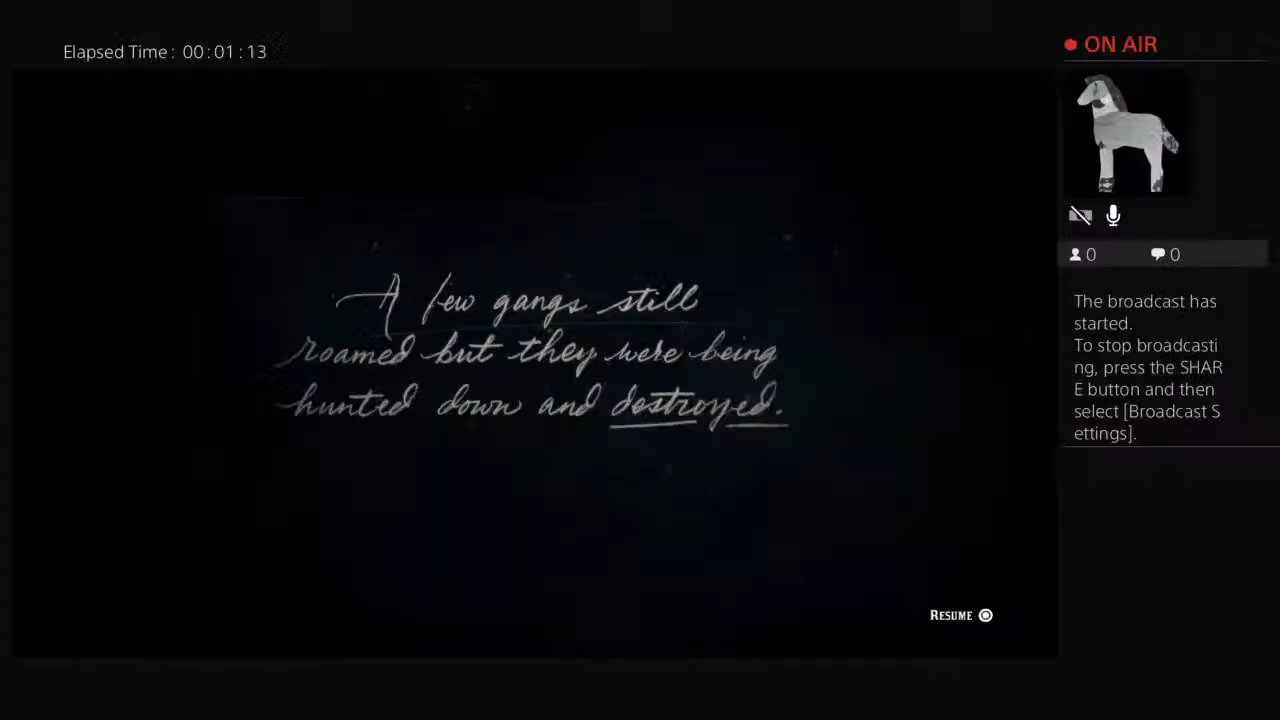 Elapsed Time: 00:01:13
ON AIR
0 0
A few gangs still
roamed but they were being
hunted down and destroyed.
The broadcast has
started.
To stop broadcasti
ng, press the SHAR
E button and then
select [Broadcast S
ettings].
RESUME